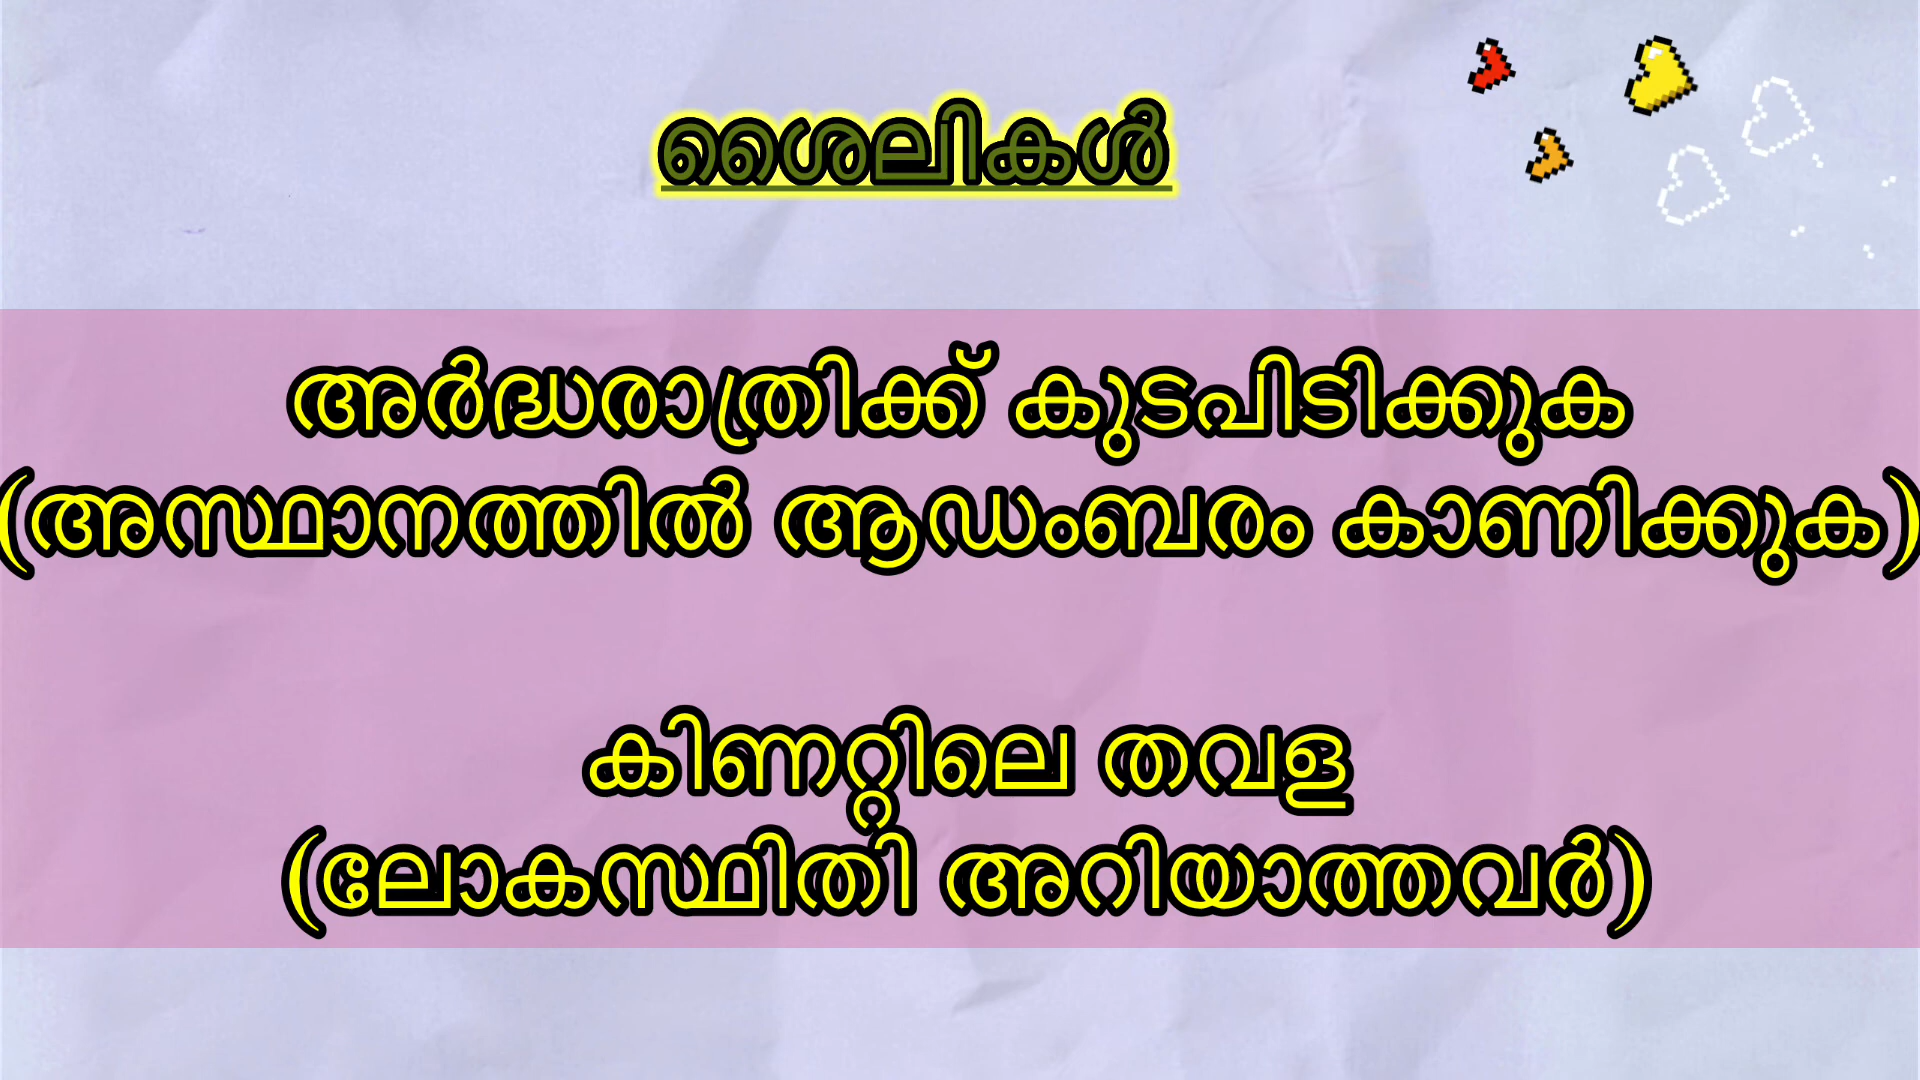 ശൈലികൾ
അർദ്ധരാത്രിക്ക് കുടപിടിക്കുക
(അസ്ഥാനത്തിൽ ആഡംബരം കാണിക്കുക)
കിണറ്റിലെ തവള
(ലോകസ്ഥിതി അറിയാത്തവർ)